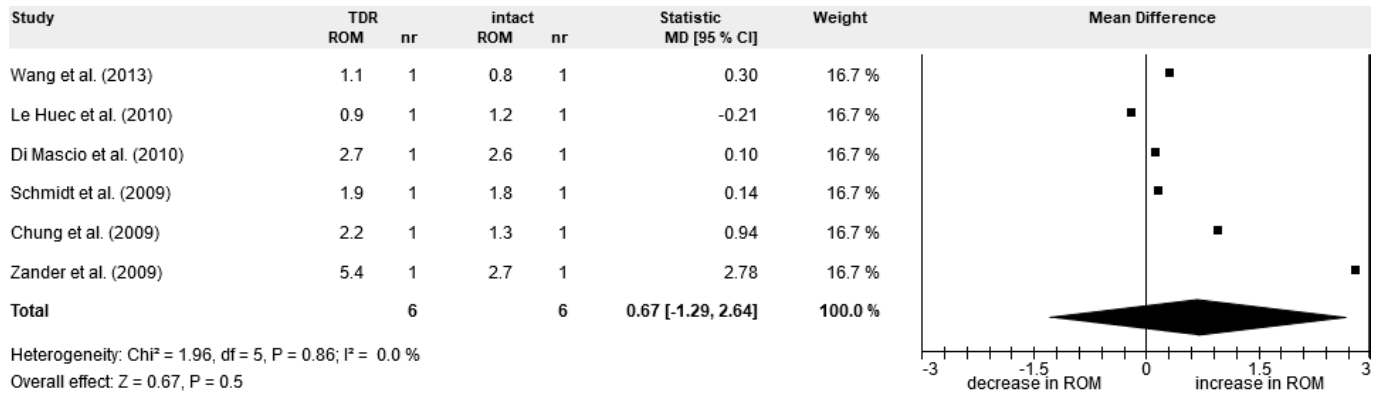 Study TDR intact Statistic Weight Mean Difference
ROM nr ROM nr MD [95 % CI]
Wang et al. (2013) 1.1 1 0.8 1 0.30 16.7 %
Le Huec et al. (2010) 0.9 1 1.2 1 -0.21 16.7 %
Di Mascio et al. (2010) 2.7 1 2.6 1 0.10 16.7 %
Schmidt et al. (2009) 1.9 1 1.8 1 0.14 16.7 %
Chung et al. (2009) 2.2 1 1.3 1 0.94 16.7 %
Zander et al. (2009) 5.4 1 2.7 1 2.78 16.7 %
Total 6 6 0.67 [-1.29, 2.64] 100.0 %
Heterogeneity: Chi² = 1.96, df = 5, P = 0.86; I² = 0.0 %
Overall effect: Z = 0.67, P = 0.5
-3 -1.5 0 1.5 3
decrease in ROM increase in ROM